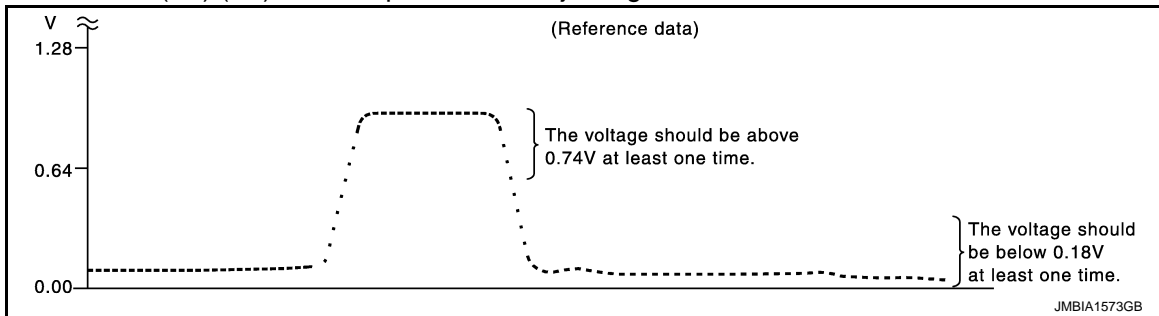 V
(Reference data)
1.28
The voltage should be above
0.74V at least one time.
0.64
The voltage should
be below 0.18V
at least one time.
0.00
JMBIA1573GB